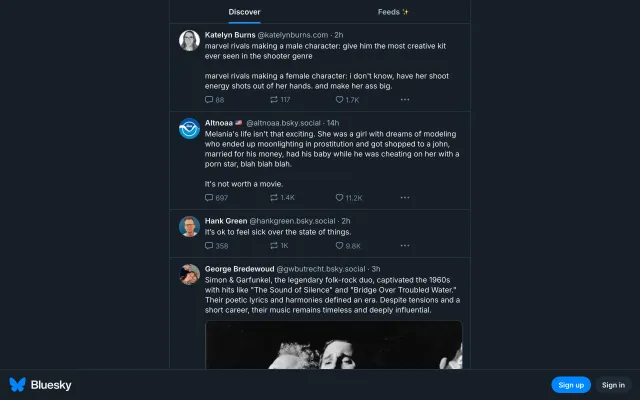 Discover
Feeds ✨
Katelyn Burns @katelynburns.com · 2h
marvel rivals making a male character: give him the most creative kit
ever seen in the shooter genre
marvel rivals making a female character: i don't know, have her shoot
energy shots out of her hands. and make her ass big.
88 117 1.7K ···
Altnoaa 🇺🇸 @altnoaa.bsky.social · 14h
Melania's life isn't that exciting. She was a girl with dreams of modeling
who ended up moonlighting in prostitution and got shopped to a john,
married for his money, had his baby while he was cheating on her with a
porn star, blah blah blah.
It's not worth a movie.
697 1.4K 11.2K ···
Hank Green @hankgreen.bsky.social · 2h
It's ok to feel sick over the state of things.
358 1K 9.8K ···
George Bredewoud @gwbutrecht.bsky.social · 3h
Simon & Garfunkel, the legendary folk-rock duo, captivated the 1960s
with hits like "The Sound of Silence" and "Bridge Over Troubled Water."
Their poetic lyrics and harmonies defined an era. Despite tensions and a
short career, their music remains timeless and deeply influential.
Bluesky
Sign up
Sign in